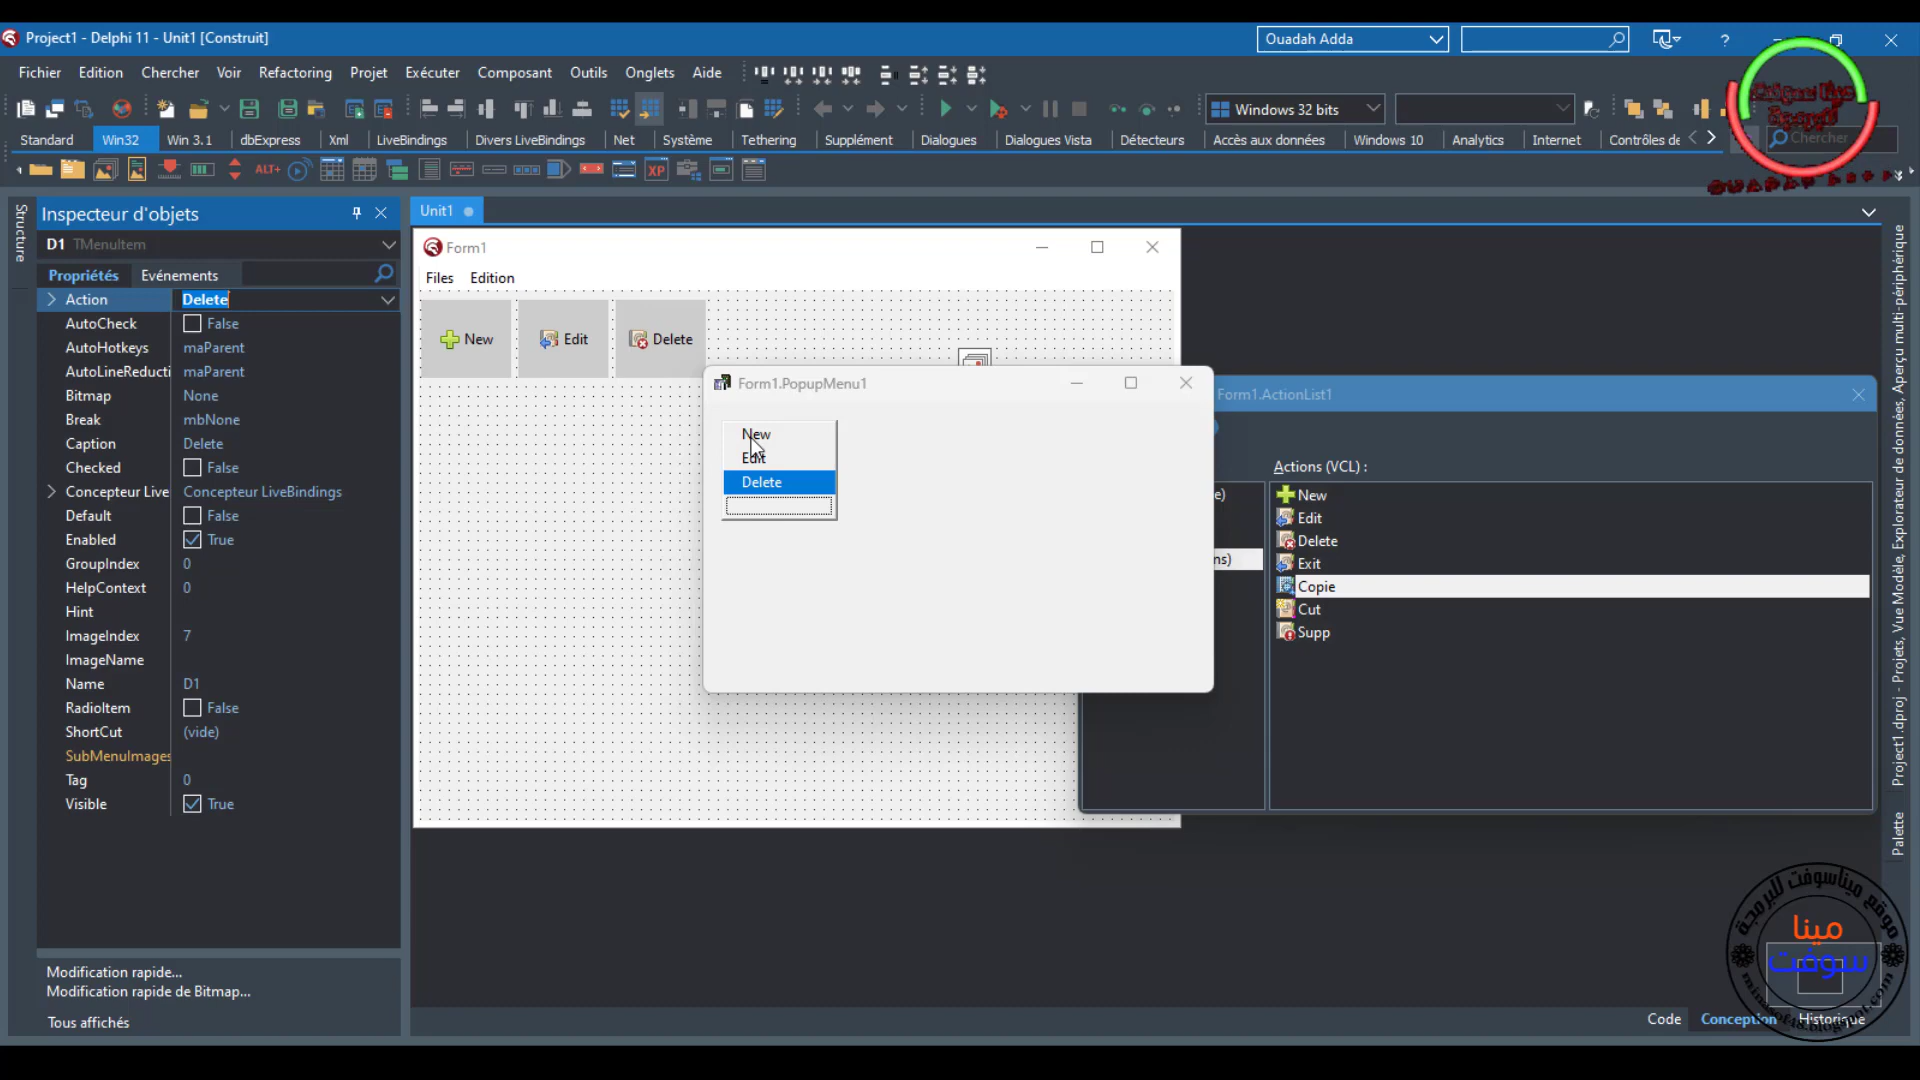 Project1 - Delphi 11 - Unit1 [Construit]
Ouadah Adda
?
Fichier Edition Chercher Voir Refactoring Projet Exécuter Composant Outils Onglets Aide
Windows 32 bits
Standard Win32 Win 3.1 dbExpress Xml LiveBindings Divers LiveBindings Net Système Tethering Supplément Dialogues Dialogues Vista Détecteurs Accès aux données Windows 10 Analytics Internet Contrôles de
Chercher
ALT+
XP
Structure
Inspecteur d'objets
D1 TMenuItem
Propriétés Evénements
Action Delete
AutoCheck False
AutoHotkeys maParent
AutoLineReducti maParent
Bitmap None
Break mbNone
Caption Delete
Checked False
Concepteur Live Concepteur LiveBindings
Default False
Enabled True
GroupIndex 0
HelpContext 0
Hint
ImageIndex 7
ImageName
Name D1
RadioItem False
ShortCut (vide)
SubMenuImages
Tag 0
Visible True
Modification rapide...
Modification rapide de Bitmap...
Tous affichés
Unit1
Form1
Files Edition
New Edit Delete
Form1.PopupMenu1
New
Edit
Delete
Form1.ActionList1
Actions (VCL) :
New
Edit
Delete
Exit
Copie
Cut
Supp
Project1.dproj - Projets, Vue Modèle, Explorateur de données, Aperçu multi-périphérique
Palette
Code Conception Historique
موقع ميناسوفت للبرمجة
مينا
سوفت